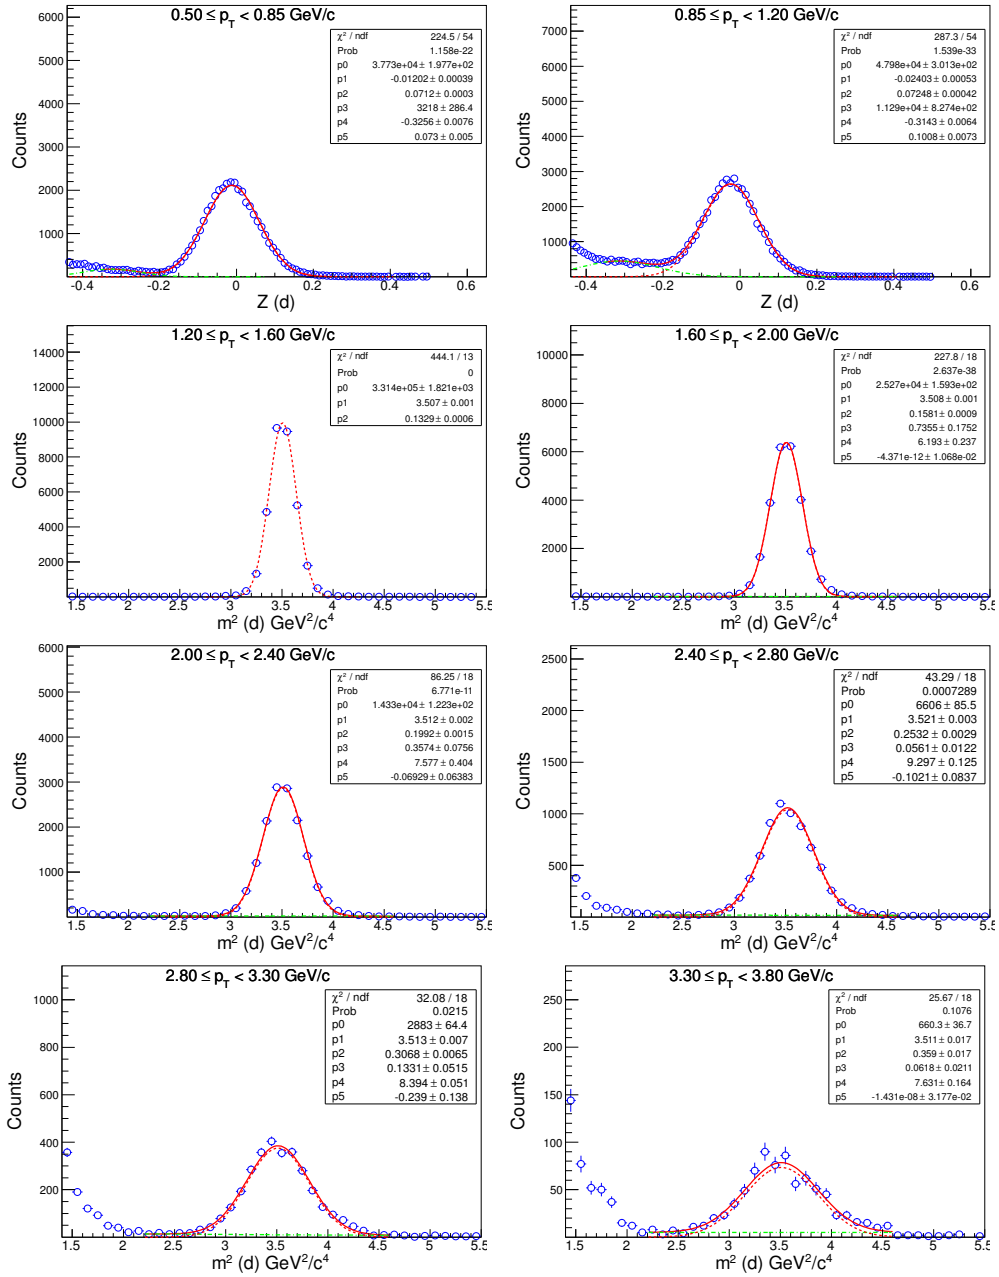 0.50 ≤ p_T < 0.85 GeV/c
χ² / ndf 224.5 / 54
Prob 1.158e-22
p0 3.773e+04 ± 1.977e+02
p1 -0.01202 ± 0.00039
p2 0.0712 ± 0.0003
p3 3218 ± 286.4
p4 -0.3256 ± 0.0076
p5 0.073 ± 0.005
Counts
6000
5000
4000
3000
2000
1000
-0.4 -0.2 0 0.2 0.4 0.6
Z (d)
0.85 ≤ p_T < 1.20 GeV/c
χ² / ndf 287.3 / 54
Prob 1.539e-33
p0 4.798e+04 ± 3.013e+02
p1 -0.02403 ± 0.00053
p2 0.07248 ± 0.00042
p3 1.129e+04 ± 8.274e+02
p4 -0.3143 ± 0.0064
p5 0.1008 ± 0.0073
Counts
7000
6000
5000
4000
3000
2000
1000
-0.4 -0.2 0 0.2 0.4 0.6
Z (d)
1.20 ≤ p_T < 1.60 GeV/c
χ² / ndf 444.1 / 13
Prob 0
p0 3.314e+05 ± 1.821e+03
p1 3.507 ± 0.001
p2 0.1329 ± 0.0006
Counts
14000
12000
10000
8000
6000
4000
2000
1.5 2 2.5 3 3.5 4 4.5 5 5.5
m² (d) GeV²/c⁴
1.60 ≤ p_T < 2.00 GeV/c
χ² / ndf 227.8 / 18
Prob 2.637e-38
p0 2.527e+04 ± 1.593e+02
p1 3.508 ± 0.001
p2 0.1581 ± 0.0009
p3 0.7355 ± 0.1752
p4 6.193 ± 0.237
p5 -4.371e-12 ± 1.068e-02
Counts
10000
8000
6000
4000
2000
1.5 2 2.5 3 3.5 4 4.5 5 5.5
m² (d) GeV²/c⁴
2.00 ≤ p_T < 2.40 GeV/c
χ² / ndf 86.25 / 18
Prob 6.771e-11
p0 1.433e+04 ± 1.223e+02
p1 3.512 ± 0.002
p2 0.1992 ± 0.0015
p3 0.3574 ± 0.0756
p4 7.577 ± 0.404
p5 -0.06929 ± 0.06383
Counts
6000
5000
4000
3000
2000
1000
1.5 2 2.5 3 3.5 4 4.5 5 5.5
m² (d) GeV²/c⁴
2.40 ≤ p_T < 2.80 GeV/c
χ² / ndf 43.29 / 18
Prob 0.0007289
p0 6606 ± 85.5
p1 3.521 ± 0.003
p2 0.2532 ± 0.0029
p3 0.0561 ± 0.0122
p4 9.297 ± 0.125
p5 -0.1021 ± 0.0837
Counts
2500
2000
1500
1000
500
1.5 2 2.5 3 3.5 4 4.5 5 5.5
m² (d) GeV²/c⁴
2.80 ≤ p_T < 3.30 GeV/c
χ² / ndf 32.08 / 18
Prob 0.0215
p0 2883 ± 64.4
p1 3.513 ± 0.007
p2 0.3068 ± 0.0065
p3 0.1331 ± 0.0515
p4 8.394 ± 0.051
p5 -0.239 ± 0.138
Counts
1000
800
600
400
200
1.5 2 2.5 3 3.5 4 4.5 5 5.5
m² (d) GeV²/c⁴
3.30 ≤ p_T < 3.80 GeV/c
χ² / ndf 25.67 / 18
Prob 0.1076
p0 660.3 ± 36.7
p1 3.511 ± 0.017
p2 0.359 ± 0.017
p3 0.0618 ± 0.0211
p4 7.631 ± 0.164
p5 -1.431e-08 ± 3.177e-02
Counts
250
200
150
100
50
1.5 2 2.5 3 3.5 4 4.5 5 5.5
m² (d) GeV²/c⁴